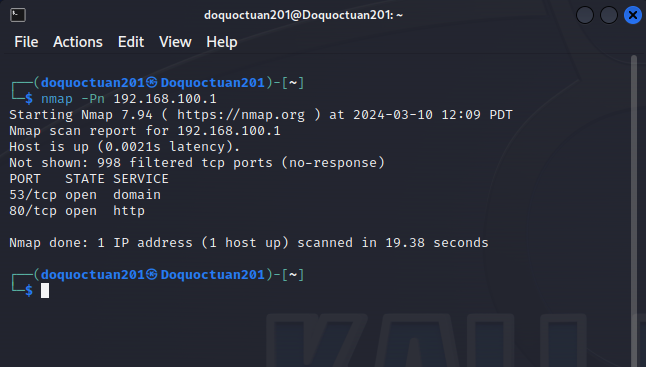 doquoctuan201@Doquoctuan201: ~
File Actions Edit View Help
┌──(doquoctuan201㉿Doquoctuan201)-[~]
└─$ nmap -Pn 192.168.100.1
Starting Nmap 7.94 ( https://nmap.org ) at 2024-03-10 12:09 PDT
Nmap scan report for 192.168.100.1
Host is up (0.0021s latency).
Not shown: 998 filtered tcp ports (no-response)
PORT   STATE SERVICE
53/tcp open  domain
80/tcp open  http
Nmap done: 1 IP address (1 host up) scanned in 19.38 seconds
┌──(doquoctuan201㉿Doquoctuan201)-[~]
└─$
KALI